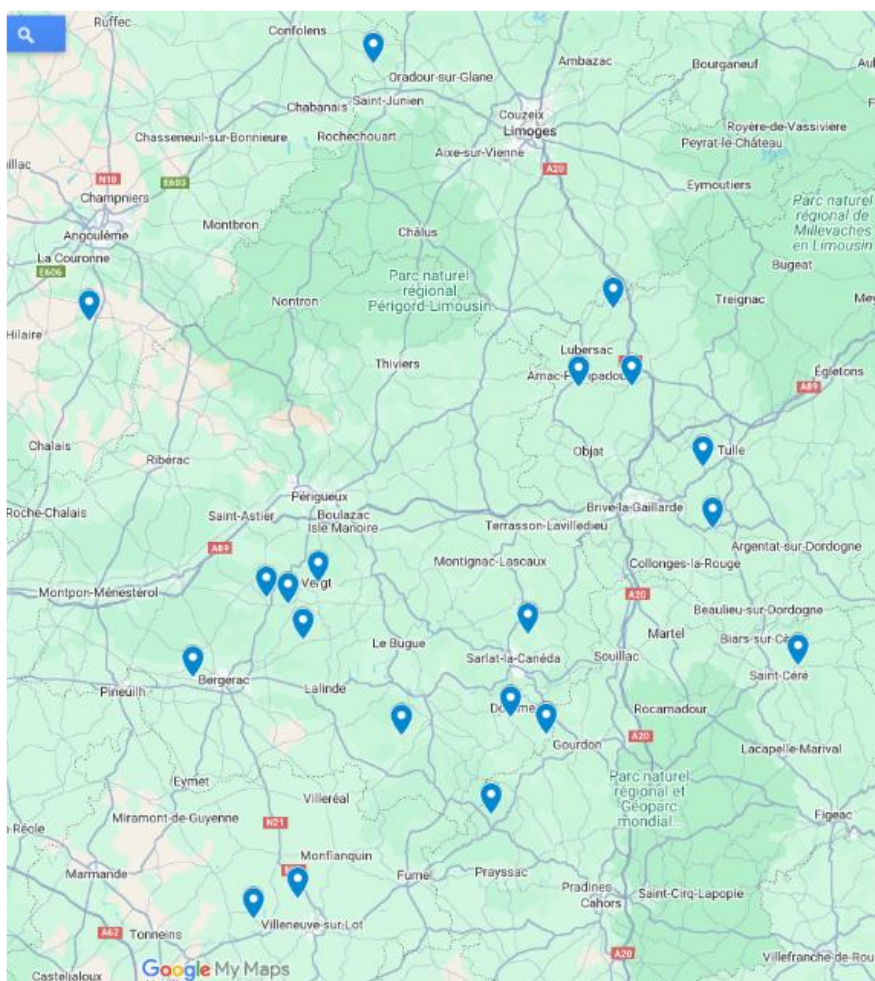 Ruffec
Confolens
Ambazac
Bourganeuf
Oradour-sur-Glane
Saint-Junien
Chabanais
Couzeix
Limoges
Chasseneuil-sur-Bonnieure
Rochechouart
Aixe-sur-Vienne
Royère-de-Vassivière
Peyrat-le-Château
A20
N10
E603
Eymoutiers
Champniers
Parc naturel
régional de
Millevaches
en Limousin
Montbron
Angoulême
Châlus
La Couronne
E606
Bugeat
Parc naturel
régional
Périgord-Limousin
Nontron
Treignac
Hilaire
Lubersac
Thiviers
Égletons
A89
Chalais
Ribérac
Objat
Tulle
Périgueux
Boulazac
Isle Manoire
Saint-Astier
Roche-Chalais
Brive-la-Gaillarde
Terrasson-Lavilledieu
A89
Argentat-sur-Dordogne
Montignac-Lascaux
Collonges-la-Rouge
Montpon-Ménestérol
Vergt
A20
Beaulieu-sur-Dordogne
Martel
Le Bugue
Sarlat-la-Canéda
Souillac
Saint-Céré
Bergerac
Lalinde
Pineuilh
Rocamadour
Gourdon
A20
Lacapelle-Marival
Eymet
Villeréal
Parc naturel
régional et
Géoparc
mondial...
Miramont-de-Guyenne
N21
Figeac
Monflanquin
Marmande
Fumel
Prayssac
Pradines
Cahors
Saint-Cirq-Lapopie
Villeneuve-sur-Lot
Tonneins
A62
A20
Villefranche-de-Rou
Casteljaloux
Google My Maps